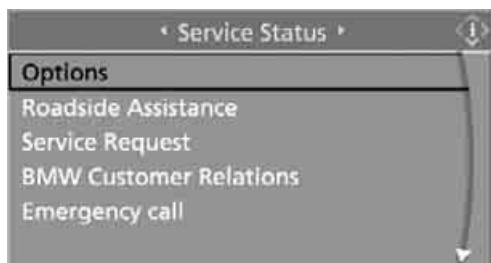 Service Status
Options
Roadside Assistance
Service Request
BMW Customer Relations
Emergency call